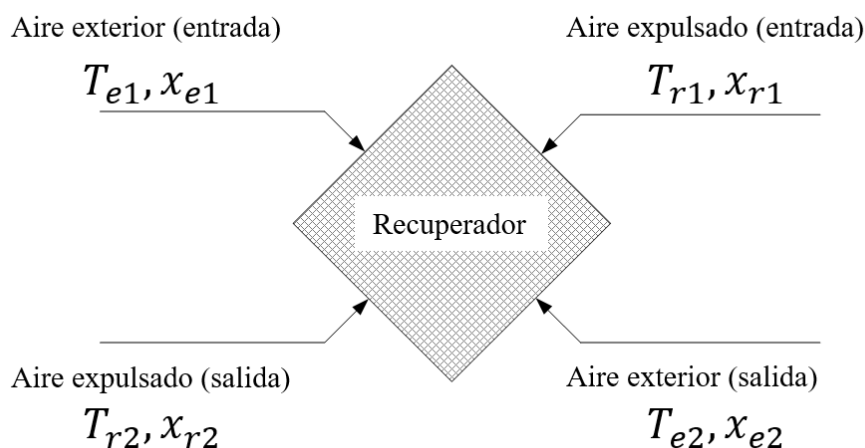 Aire exterior (entrada)
Aire expulsado (entrada)
T_{e1}, x_{e1}
T_{r1}, x_{r1}
Recuperador
Aire expulsado (salida)
Aire exterior (salida)
T_{r2}, x_{r2}
T_{e2}, x_{e2}